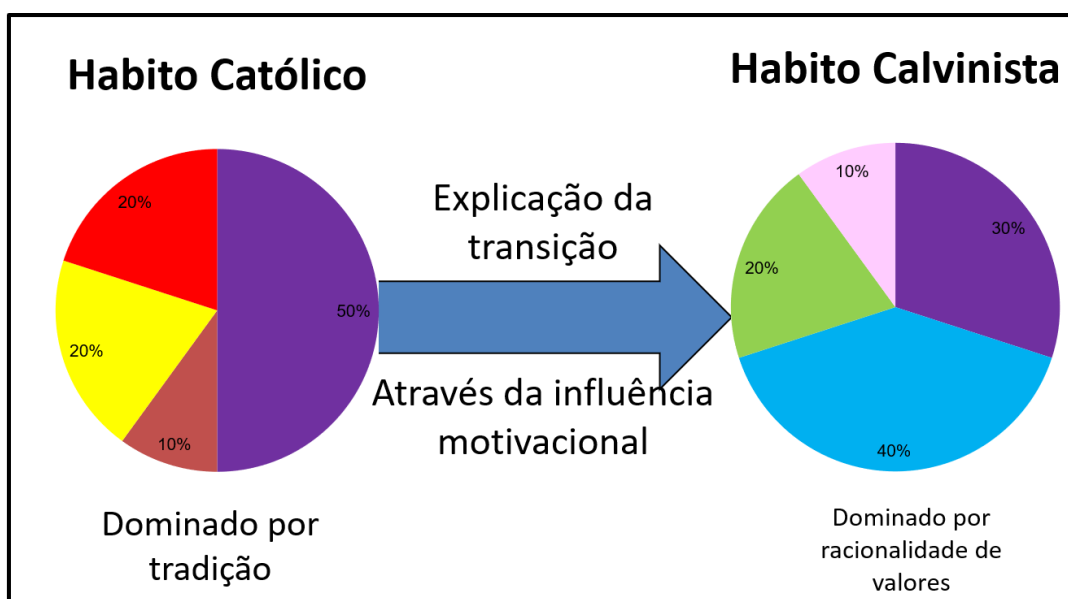 Habito Católico
20%
50%
20%
10%
Dominado por
tradição
Explicação da
transição
Através da influência
motivacional
Habito Calvinista
10%
30%
20%
40%
Dominado por
racionalidade de
valores